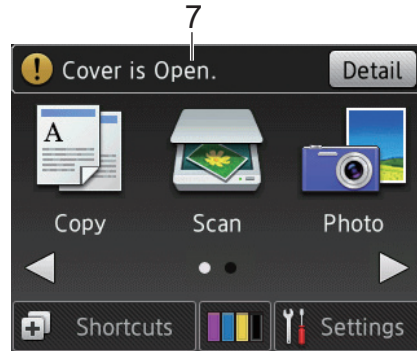 7
Cover is Open.
Detail
A
Copy
Scan
Photo
Shortcuts
Settings